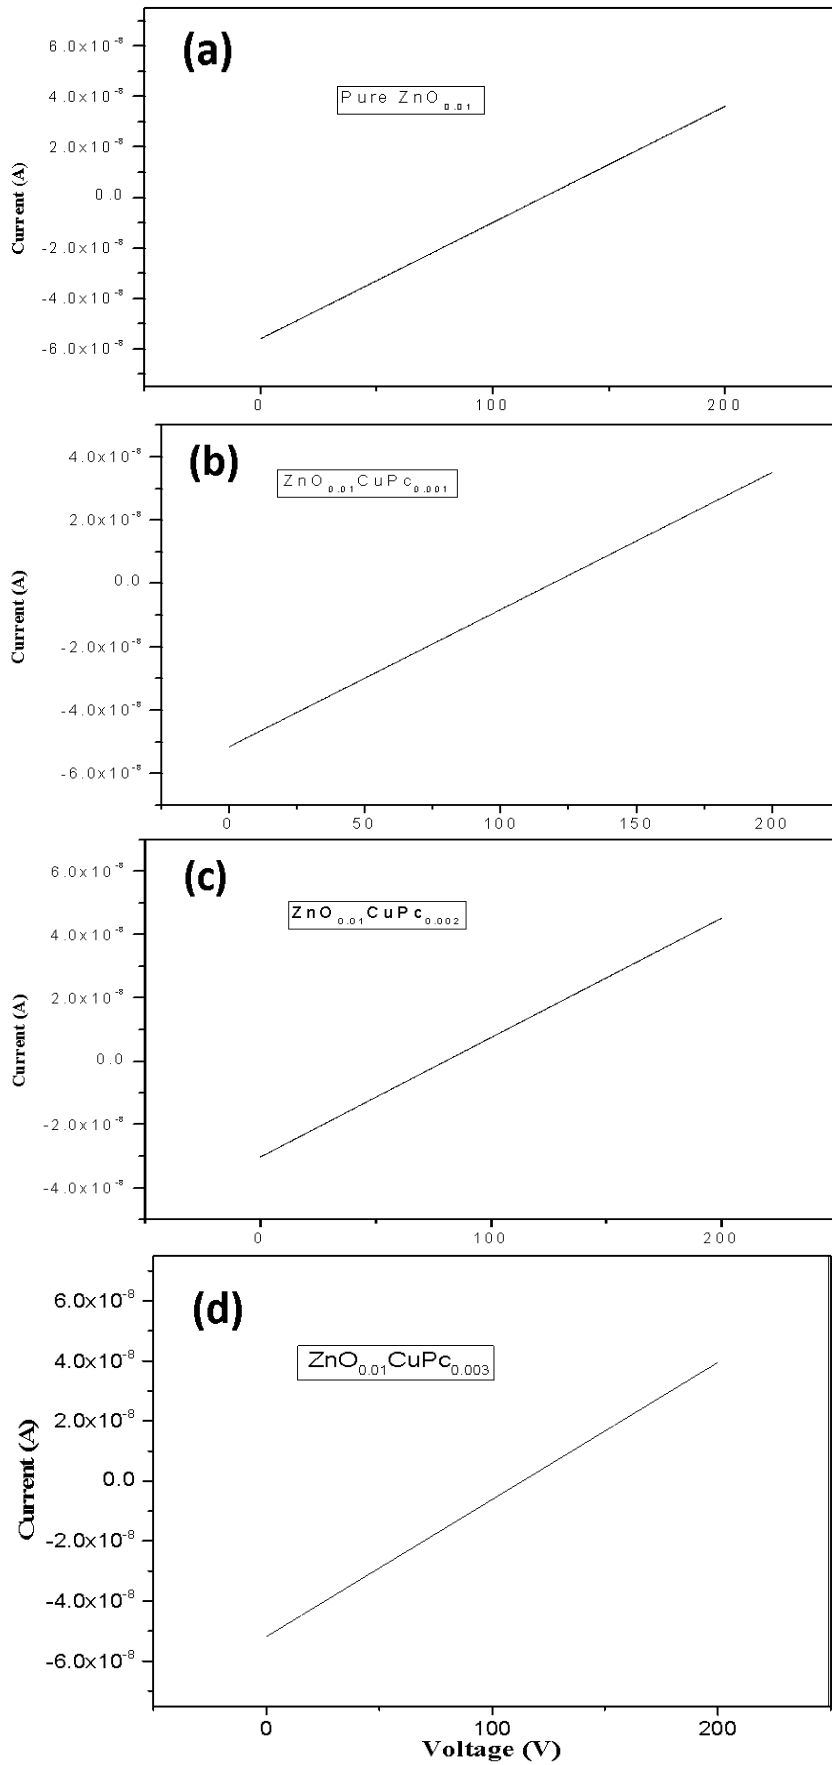 (a)
Pure ZnO₀.₀₁
6.0x10⁻⁸
4.0x10⁻⁸
2.0x10⁻⁸
0.0
-2.0x10⁻⁸
-4.0x10⁻⁸
-6.0x10⁻⁸
Current (A)
0 100 200
(b)
ZnO₀.₀₁CuPc₀.₀₀₁
4.0x10⁻⁸
2.0x10⁻⁸
0.0
-2.0x10⁻⁸
-4.0x10⁻⁸
-6.0x10⁻⁸
Current (A)
0 50 100 150 200
(c)
ZnO₀.₀₁CuPc₀.₀₀₂
6.0x10⁻⁸
4.0x10⁻⁸
2.0x10⁻⁸
0.0
-2.0x10⁻⁸
-4.0x10⁻⁸
Current (A)
0 100 200
(d)
ZnO₀.₀₁CuPc₀.₀₀₃
6.0x10⁻⁸
4.0x10⁻⁸
2.0x10⁻⁸
0.0
-2.0x10⁻⁸
-4.0x10⁻⁸
-6.0x10⁻⁸
Current (A)
0 100 200
Voltage (V)